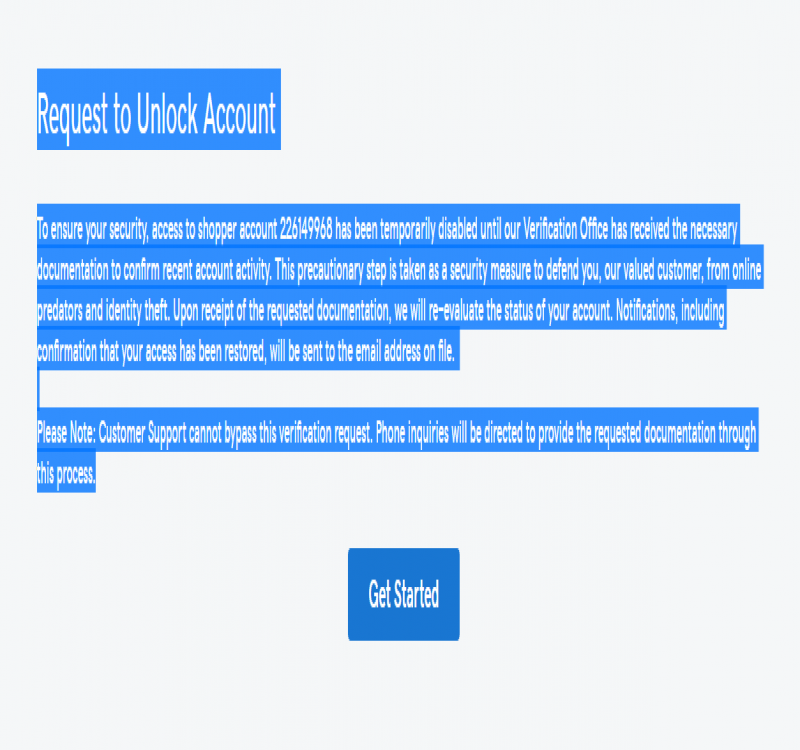 Request to Unlock Account
To ensure your security, access to shopper account 226149968 has been temporarily disabled until our Verification Office has received the necessary
documentation to confirm recent account activity. This precautionary step is taken as a security measure to defend you, our valued customer, from online
predators and identity theft. Upon receipt of the requested documentation, we will re-evaluate the status of your account. Notifications, including
confirmation that your access has been restored, will be sent to the email address on file.
Please Note: Customer Support cannot bypass this verification request. Phone inquiries will be directed to provide the requested documentation through
this process.
Get Started